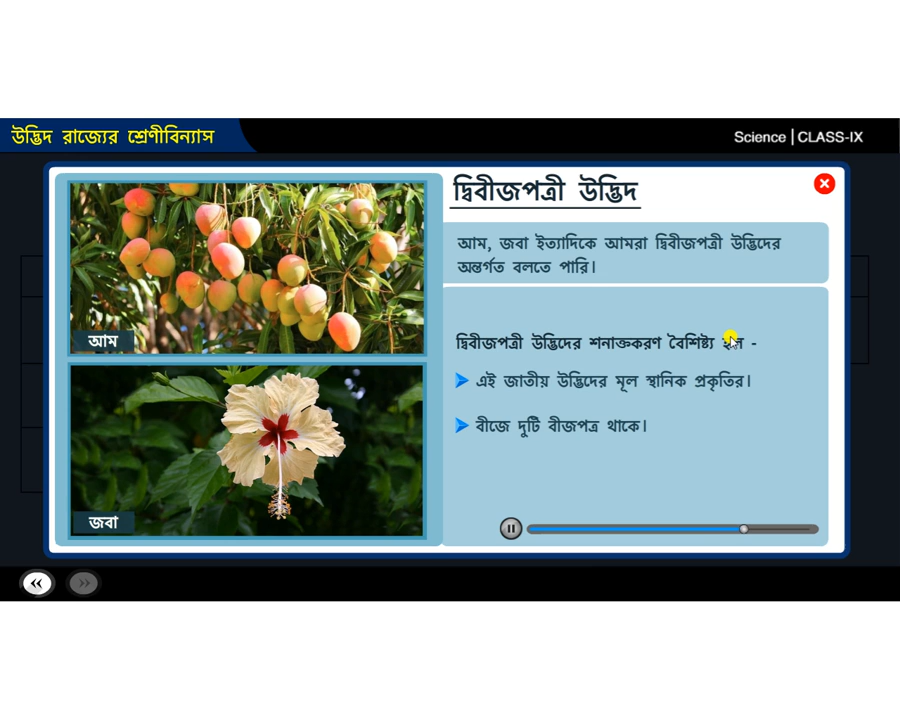 উদ্ভিদ রাজ্যের শ্রেণীবিন্যাস
Science | CLASS-IX
দ্বিবীজপত্রী উদ্ভিদ
আম, জবা ইত্যাদিকে আমরা দ্বিবীজপত্রী উদ্ভিদের
অন্তর্গত বলতে পারি।
দ্বিবীজপত্রী উদ্ভিদের শনাক্তকরণ বৈশিষ্ট্য হল -
এই জাতীয় উদ্ভিদের মূল স্থানিক প্রকৃতির।
বীজে দুটি বীজপত্র থাকে।
আম
জবা